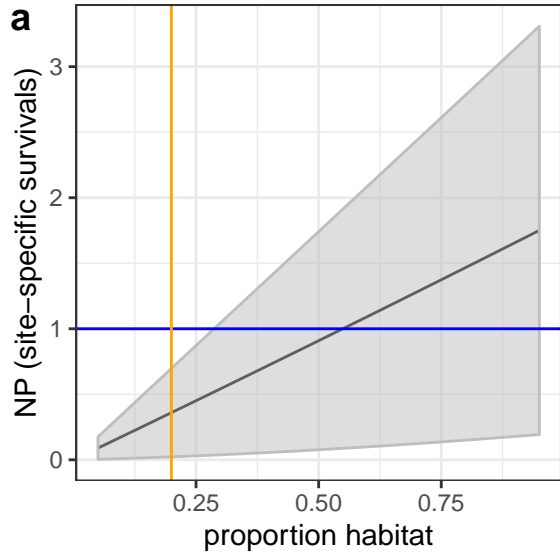 a
NP (site−specific survivals)
3
2
1
0
0.25 0.50 0.75
proportion habitat